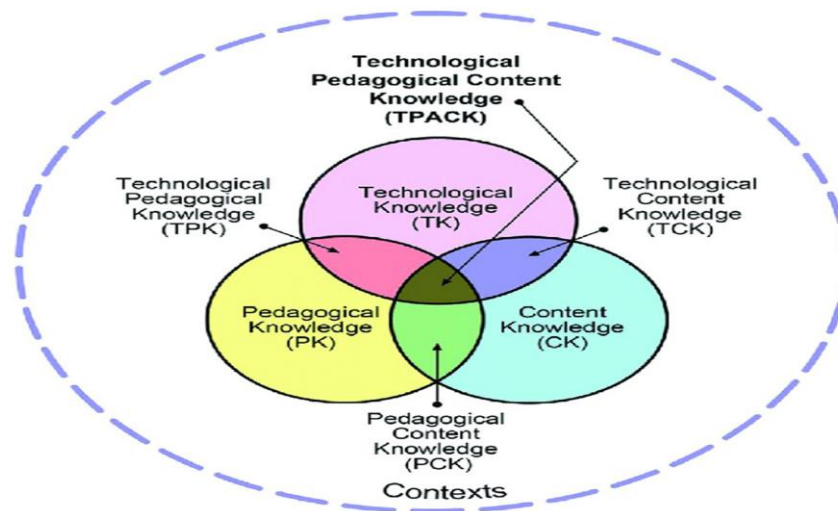 Technological
Pedagogical Content
Knowledge
(TPACK)
Technological
Pedagogical
Knowledge
(TPK)
Technological
Knowledge
(TK)
Technological
Content
Knowledge
(TCK)
Pedagogical
Knowledge
(PK)
Content
Knowledge
(CK)
Pedagogical
Content
Knowledge
(PCK)
Contexts